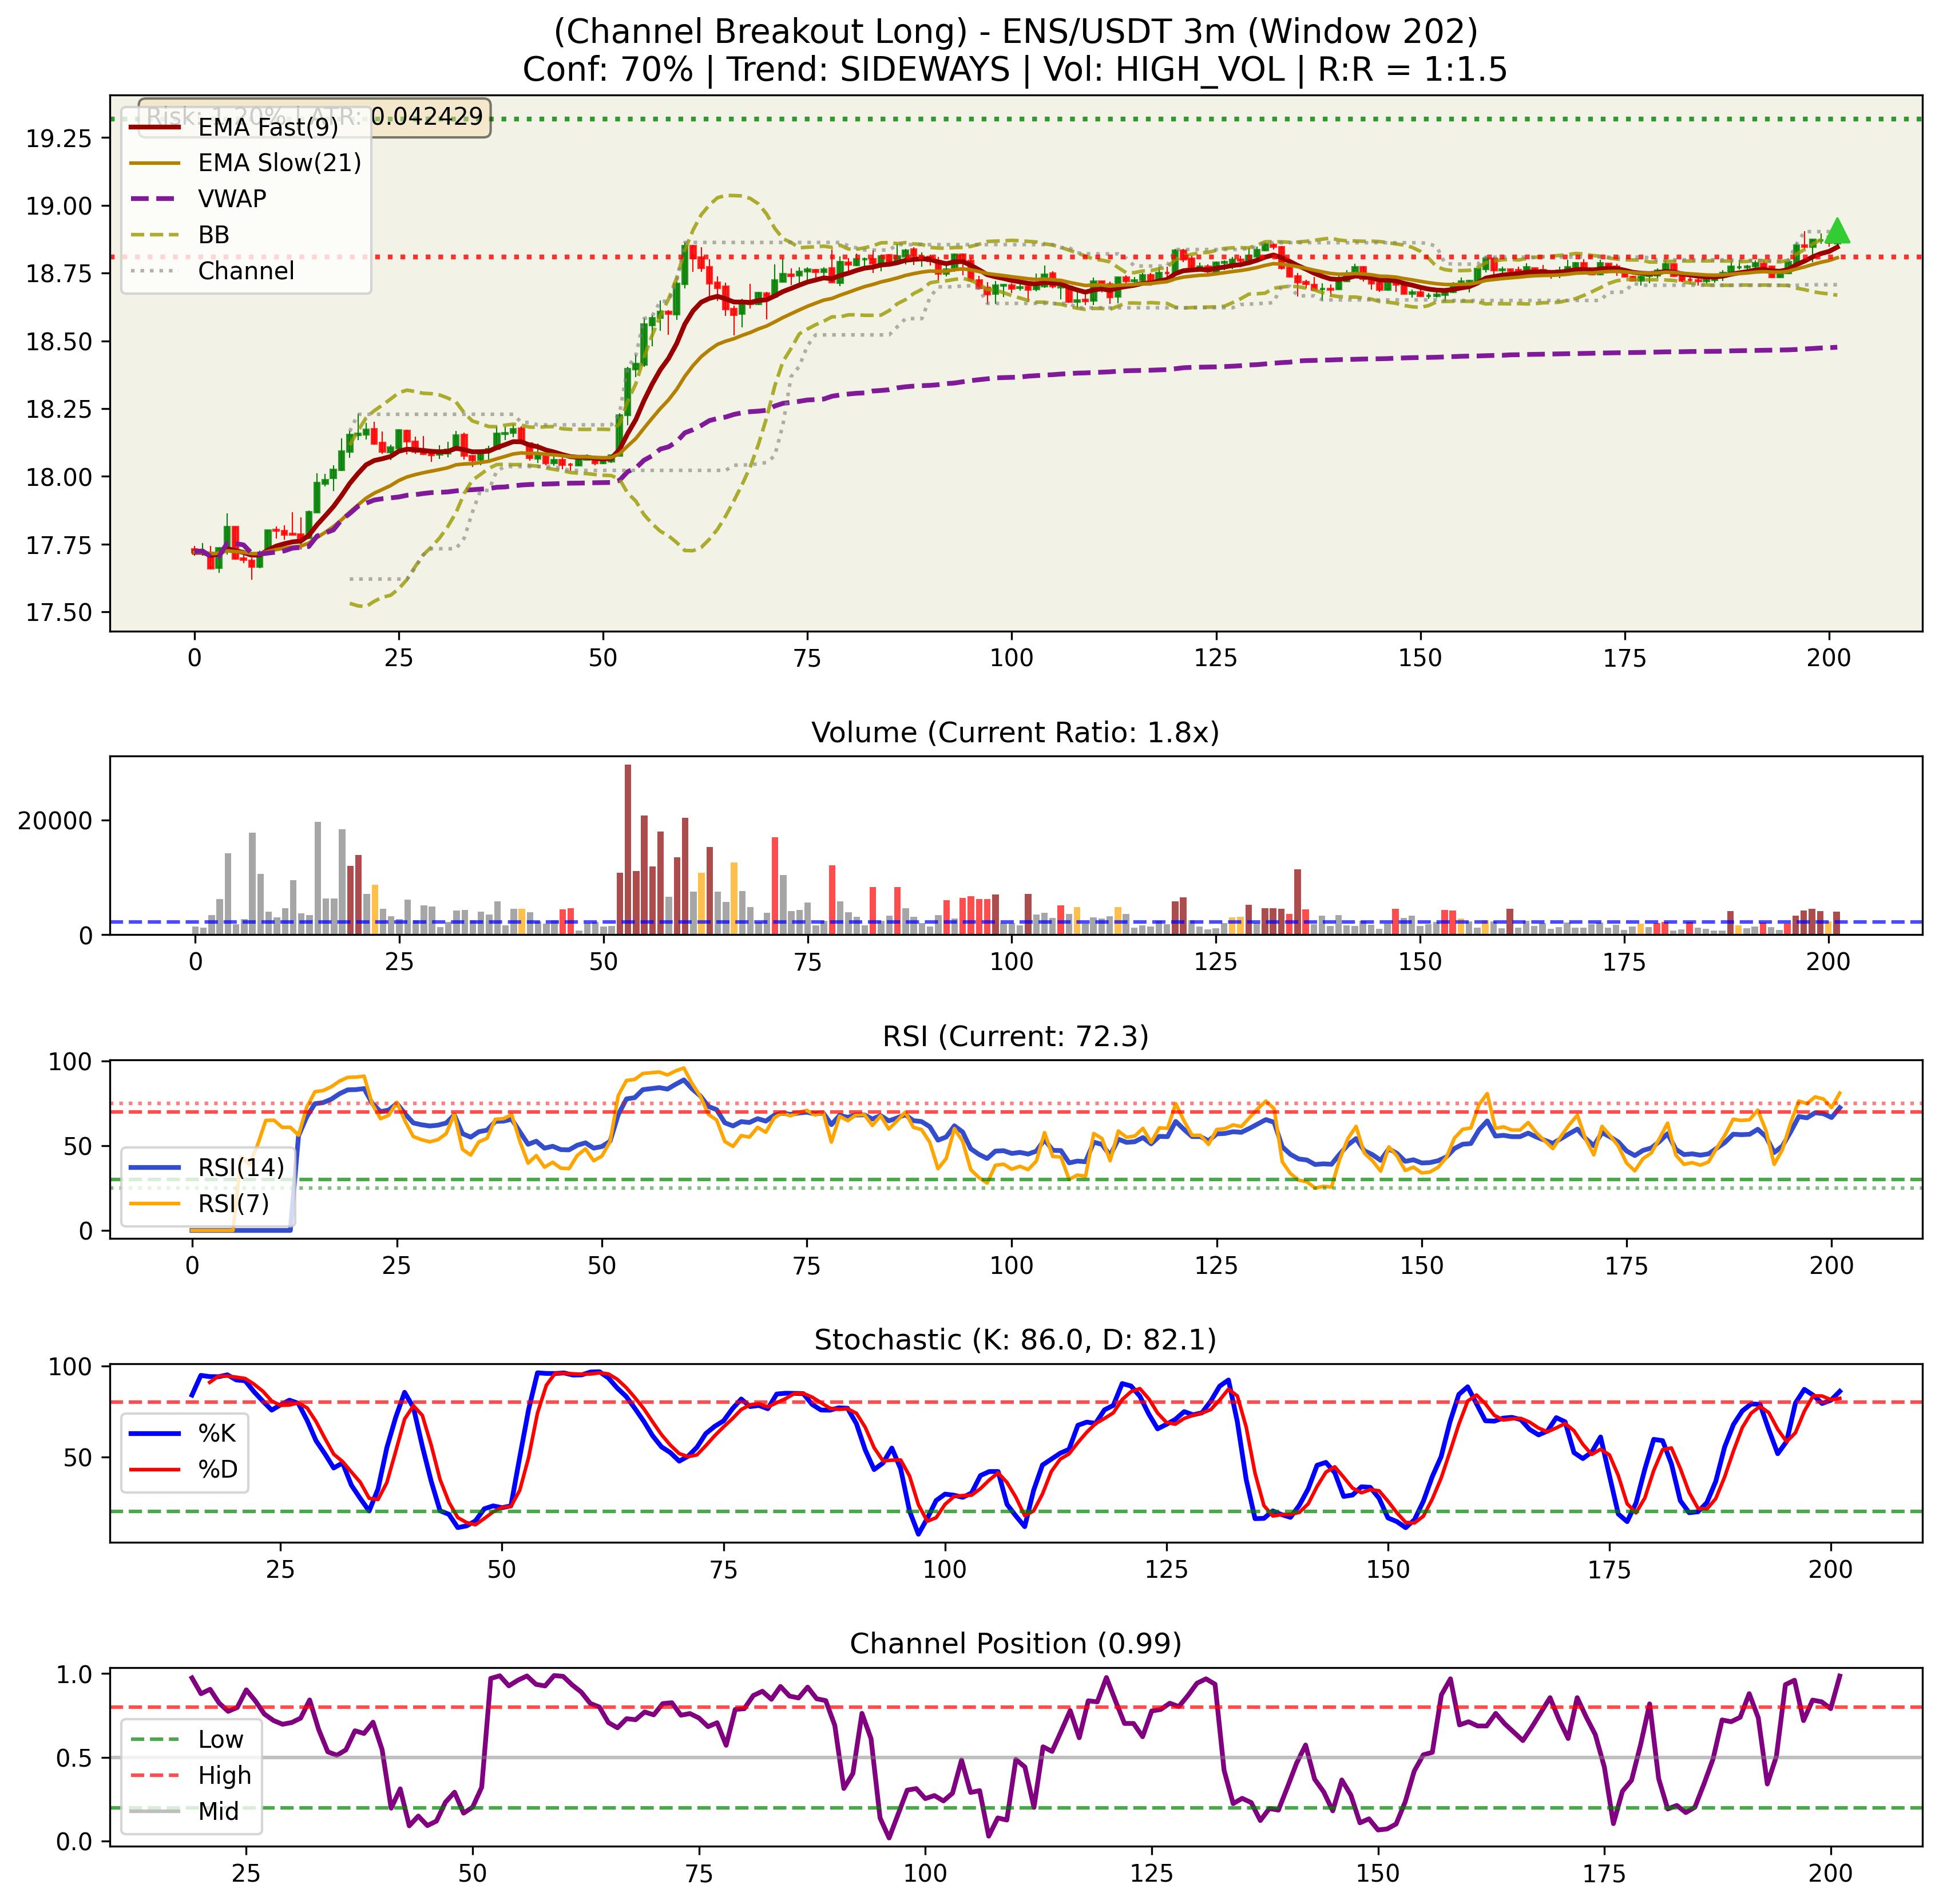 (Channel Breakout Long) - ENS/USDT 3m (Window 202)
Conf: 70% | Trend: SIDEWAYS | Vol: HIGH_VOL | R:R = 1:1.5
Risk: 1.20% | ATR: 0.042429
EMA Fast(9)
EMA Slow(21)
VWAP
BB
Channel
19.25
19.00
18.75
18.50
18.25
18.00
17.75
17.50
0 25 50 75 100 125 150 175 200
Volume (Current Ratio: 1.8x)
20000
0
0 25 50 75 100 125 150 175 200
RSI (Current: 72.3)
100
50
0
RSI(14)
RSI(7)
0 25 50 75 100 125 150 175 200
Stochastic (K: 86.0, D: 82.1)
100
50
%K
%D
25 50 75 100 125 150 175 200
Channel Position (0.99)
1.0
0.5
0.0
Low
High
Mid
25 50 75 100 125 150 175 200